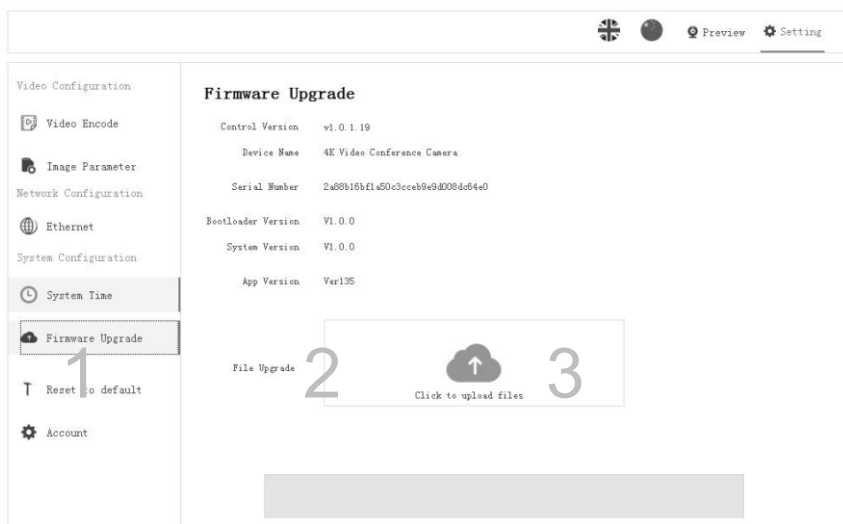 Preview Setting
Video Configuration
Video Encode
Image Parameter
Network Configuration
Ethernet
System Configuration
System Time
Firmware Upgrade
Reset to default
Account
Firmware Upgrade
Control Version v1.0.1.19
Device Name 4K Video Conference Camera
Serial Number 2a88b16bf1a50c3cceb9e9d008dc64e0
Bootloader Version V1.0.0
System Version V1.0.0
App Version Ver135
File Upgrade
Click to upload files
1 2 3